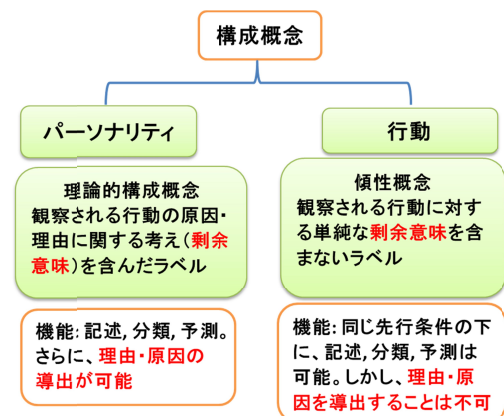 構成概念
パーソナリティ
理論的構成概念
観察される行動の原因・
理由に関する考え(剰余
意味)を含んだラベル
機能: 記述, 分類, 予測。
さらに、理由・原因の
導出が可能
行動
傾性概念
観察される行動に対す
る単純な剰余意味を含
まないラベル
機能: 同じ先行条件の下
に、記述, 分類, 予測は
可能。しかし、理由・原
因を導出することは不可